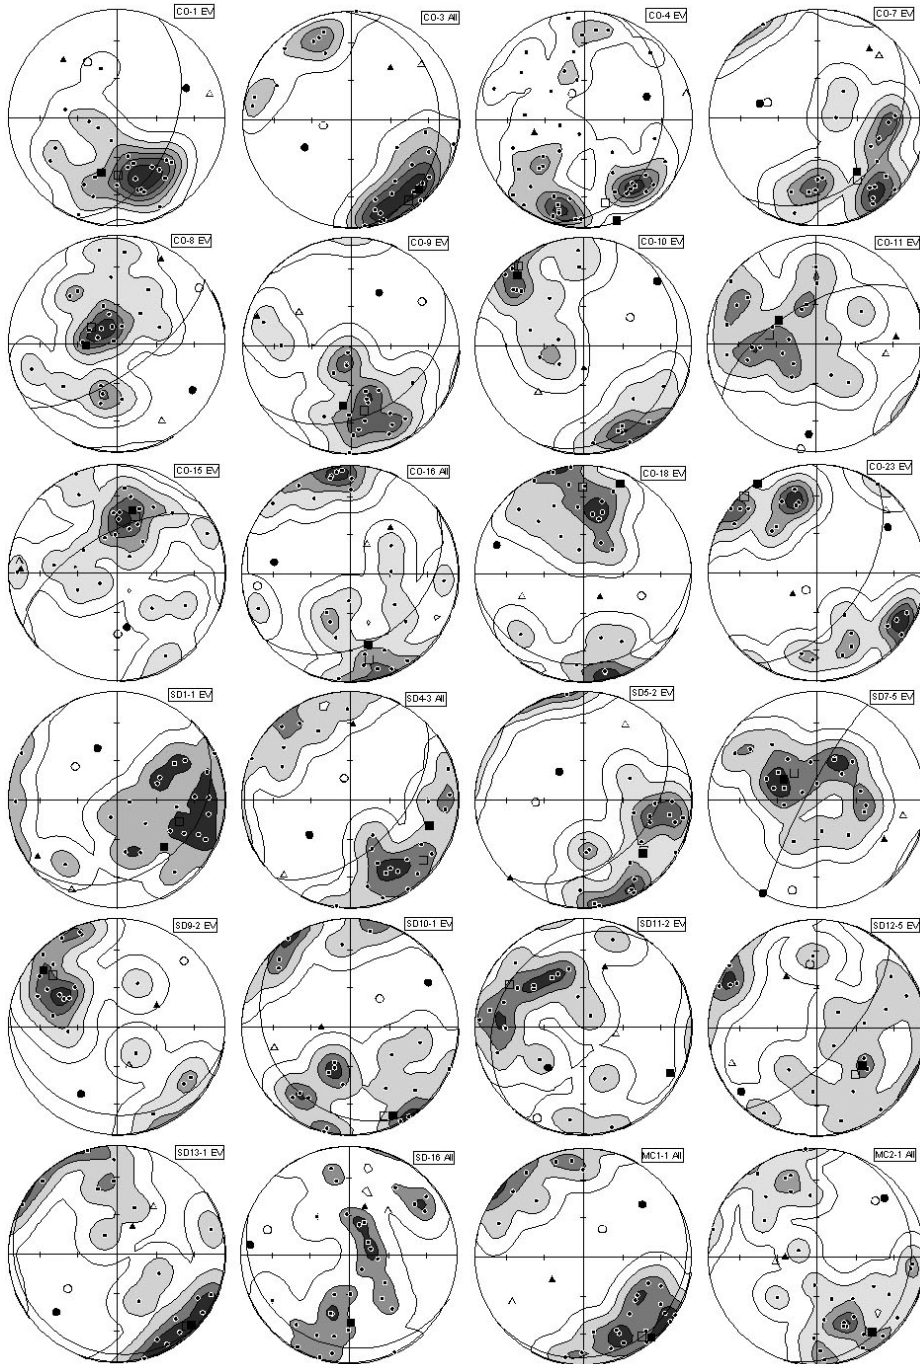 CO-1 EV
CO-3 All
CO-4 EV
CO-7 EV
CO-8 EV
CO-9 EV
CO-10 EV
CO-11 EV
CO-15 EV
CO-16 All
CO-18 EV
CO-23 EV
SD1-1 EV
SD4-3 All
SD5-2 EV
SD7-5 EV
SD9-2 EV
SD10-1 EV
SD11-2 EV
SD12-5 EV
SD13-1 EV
SD-16 All
MC1-1 All
MC2-1 All